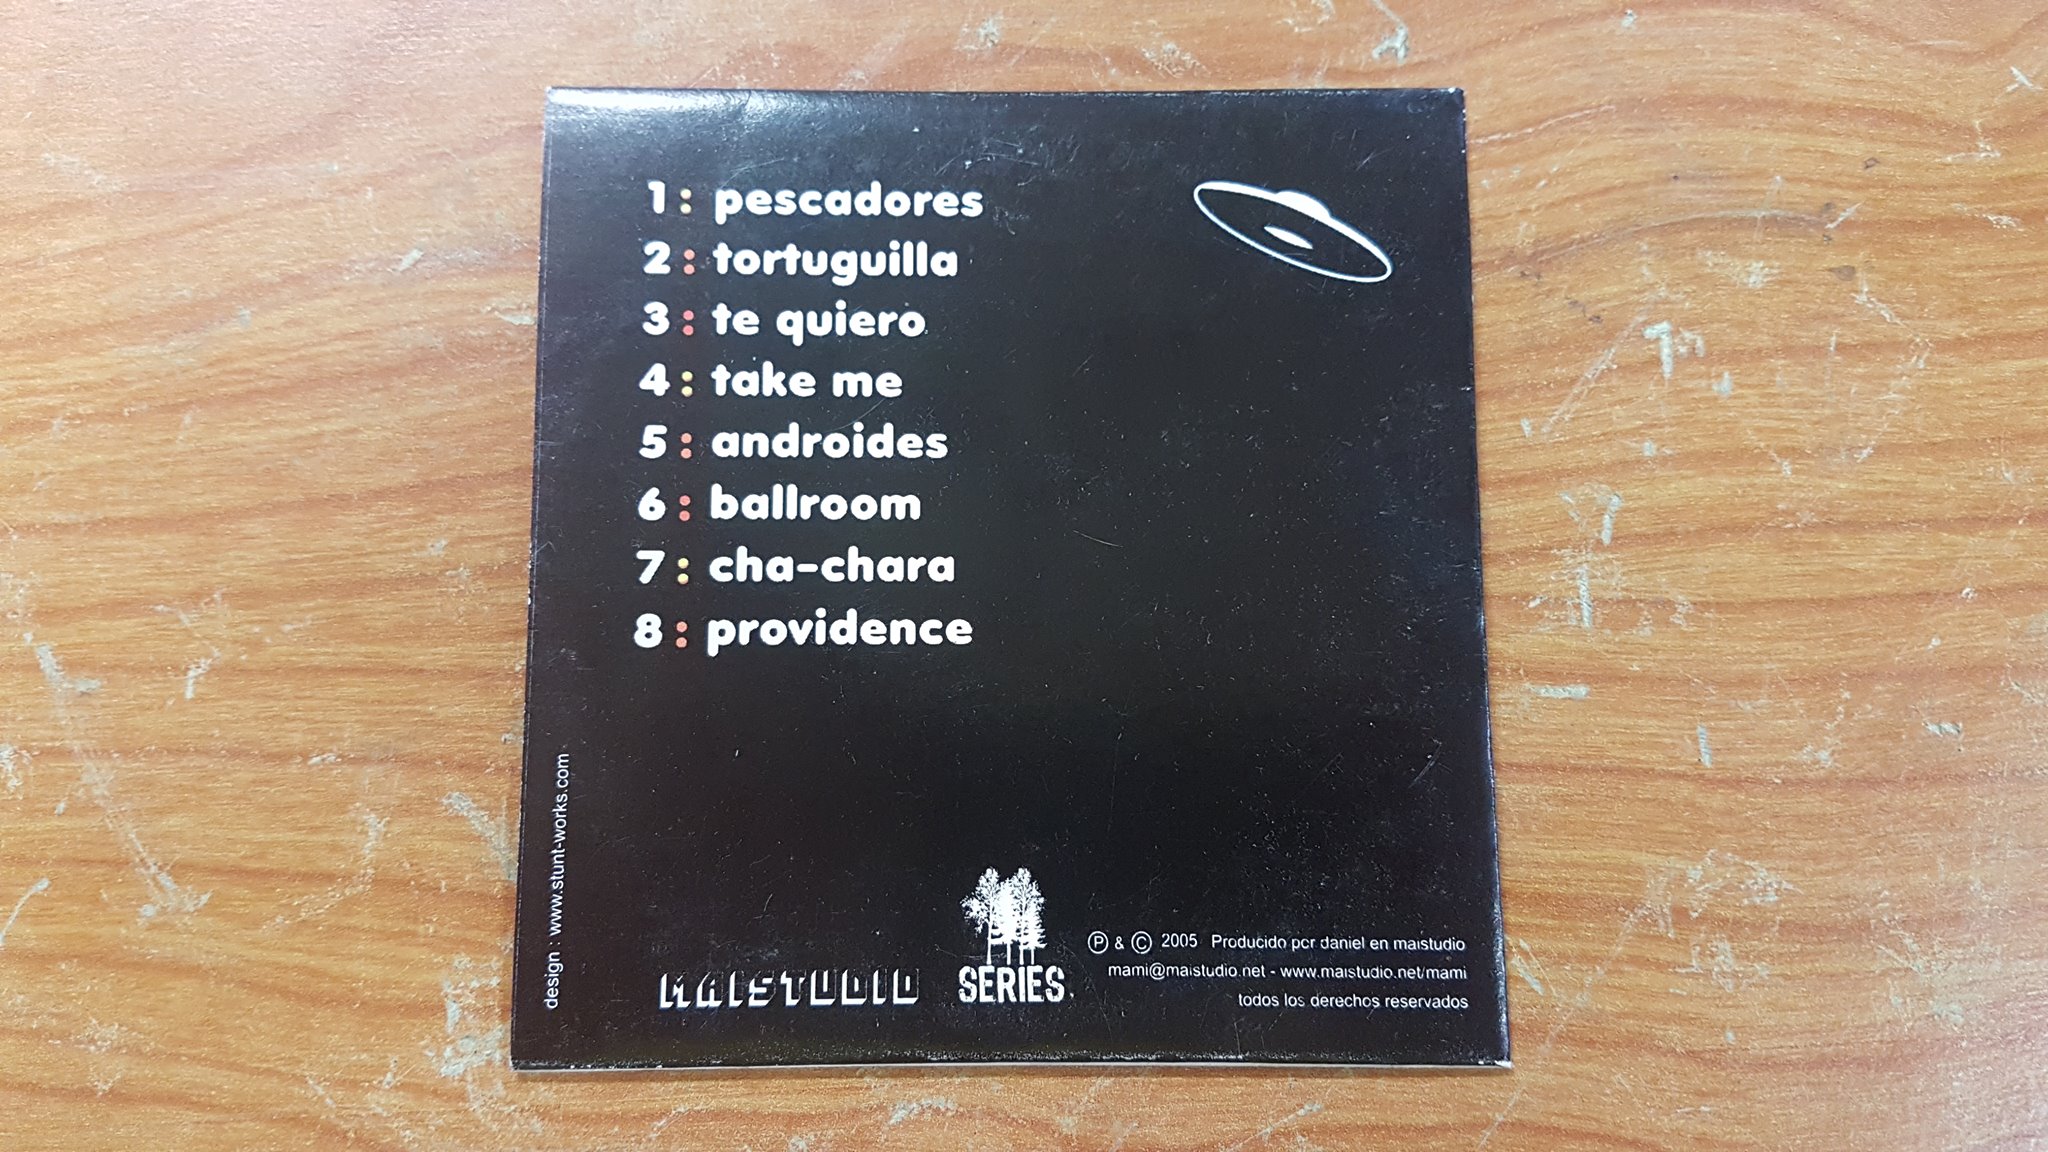 1: pescadores
2: tortuguilla
3: te quiero
4: take me
5: androides
6: ballroom
7: cha-chara
8: providence
design : www.stunt-works.com
MAISTUDIO
SERIES
Ⓟ & © 2005 Producido por daniel en maistudio
mami@maistudio.net - www.maistudio.net/mami
todos los derechos reservados